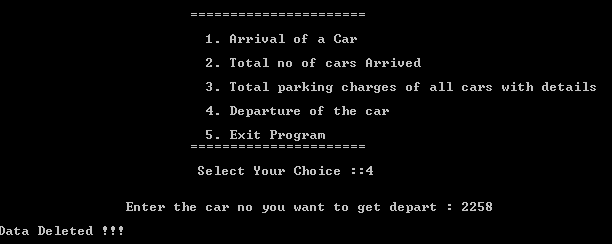 ======================
1. Arrival of a Car
2. Total no of cars Arrived
3. Total parking charges of all cars with details
4. Departure of the car
5. Exit Program
======================
Select Your Choice ::4
Enter the car no you want to get depart : 2258
Data Deleted !!!